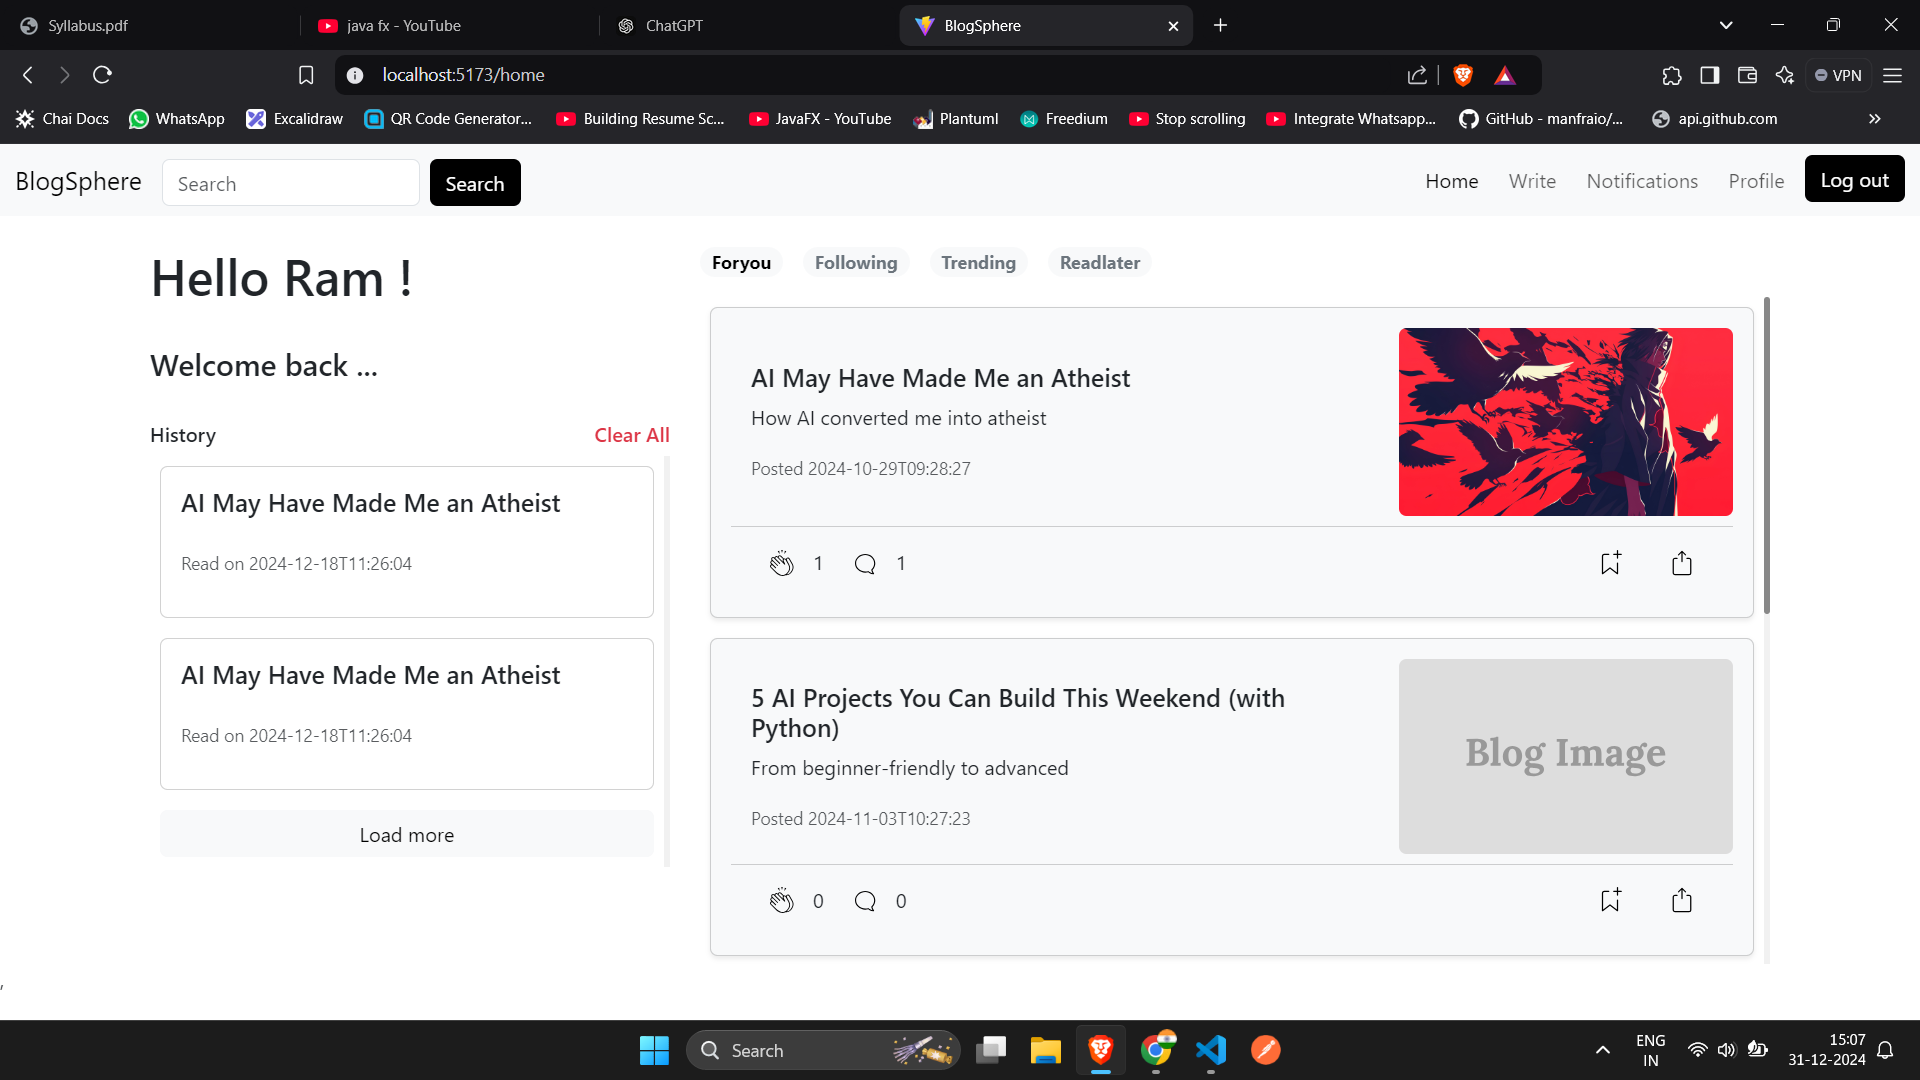 Syllabus.pdf
java fx - YouTube
ChatGPT
BlogSphere
localhost:5173/home
VPN
Chai Docs
WhatsApp
Excalidraw
QR Code Generator...
Building Resume Sc...
JavaFX - YouTube
Plantuml
Freedium
Stop scrolling
Integrate Whatsapp...
GitHub - manfraio/...
api.github.com
BlogSphere
Search
Search
Home
Write
Notifications
Profile
Log out
Hello Ram !
Welcome back ...
History
Clear All
AI May Have Made Me an Atheist
Read on 2024-12-18T11:26:04
AI May Have Made Me an Atheist
Read on 2024-12-18T11:26:04
Load more
Foryou
Following
Trending
Readlater
AI May Have Made Me an Atheist
How AI converted me into atheist
Posted 2024-10-29T09:28:27
1
1
5 AI Projects You Can Build This Weekend (with
Python)
From beginner-friendly to advanced
Posted 2024-11-03T10:27:23
Blog Image
0
0
,
Search
ENG
IN
15:07
31-12-2024